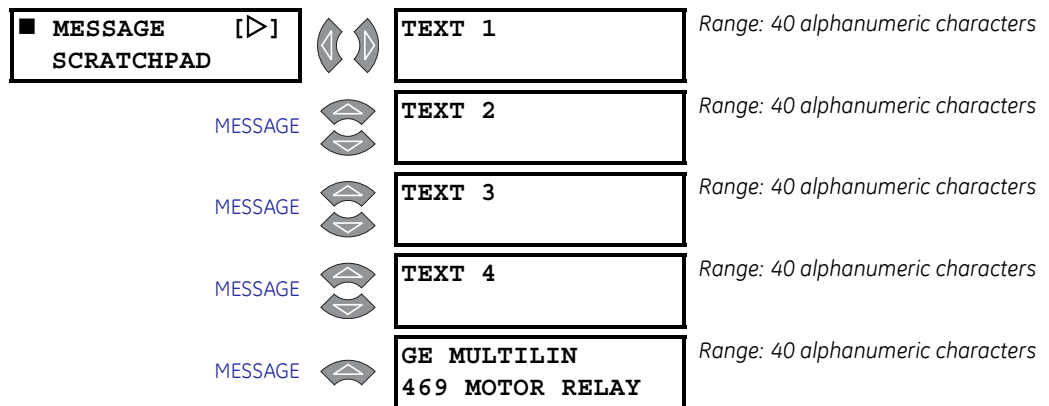 ■ MESSAGE [▷] TEXT 1 Range: 40 alphanumeric characters
SCRATCHPAD
MESSAGE TEXT 2 Range: 40 alphanumeric characters
MESSAGE TEXT 3 Range: 40 alphanumeric characters
MESSAGE TEXT 4 Range: 40 alphanumeric characters
MESSAGE GE MULTILIN Range: 40 alphanumeric characters
469 MOTOR RELAY